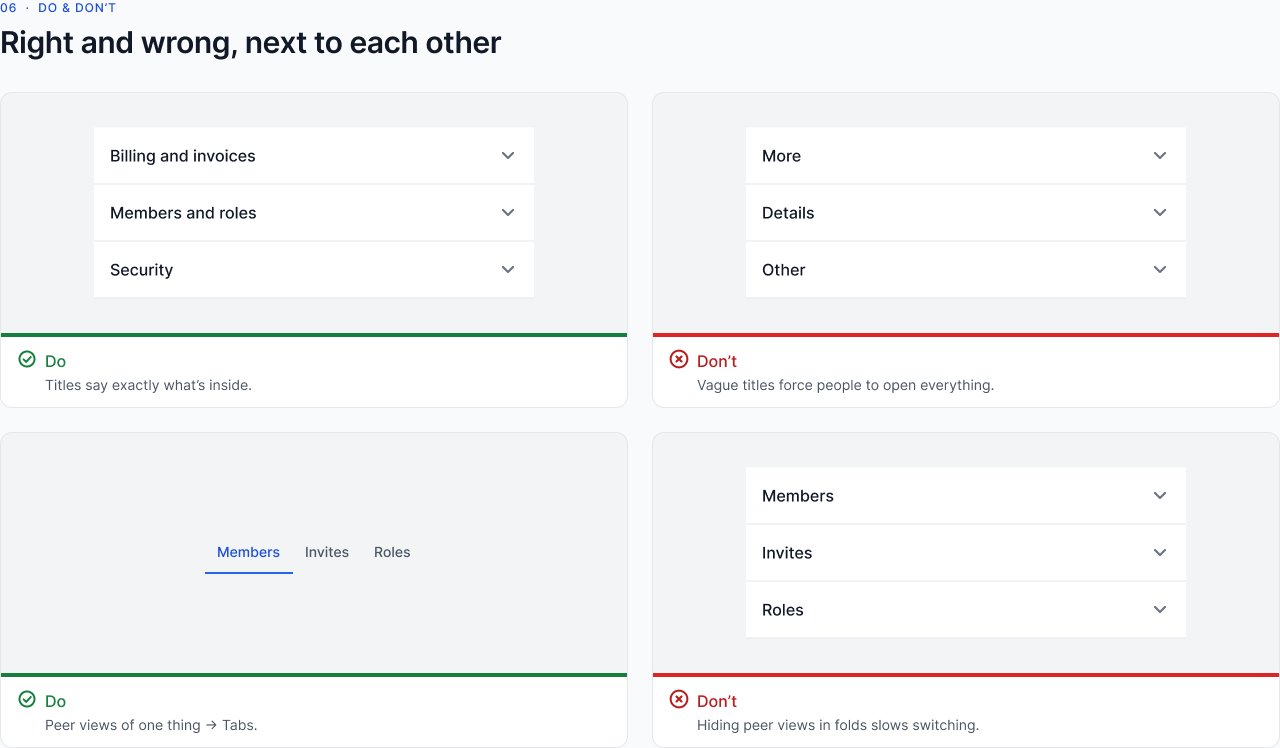 06 · DO & DON’T
Right and wrong, next to each other
Billing and invoices
Members and roles
Security
Do
Titles say exactly what’s inside.
More
Details
Other
Don’t
Vague titles force people to open everything.
Members Invites Roles
Do
Peer views of one thing → Tabs.
Members
Invites
Roles
Don’t
Hiding peer views in folds slows switching.